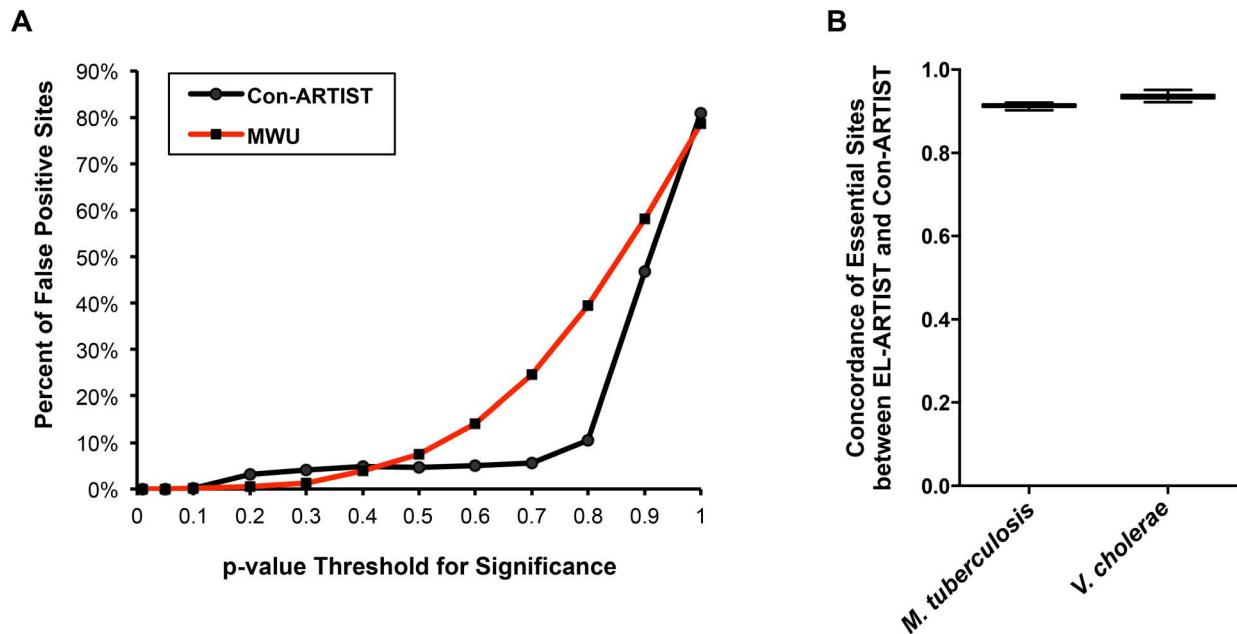 A
Percent of False Positive Sites
90%
80%
70%
60%
50%
40%
30%
20%
10%
0%
Con-ARTIST
MWU
0 0.1 0.2 0.3 0.4 0.5 0.6 0.7 0.8 0.9 1
p-value Threshold for Significance
B
Concordance of Essential Sites
between EL-ARTIST and Con-ARTIST
1.0
0.8
0.6
0.4
0.2
0.0
M. tuberculosis
V. cholerae